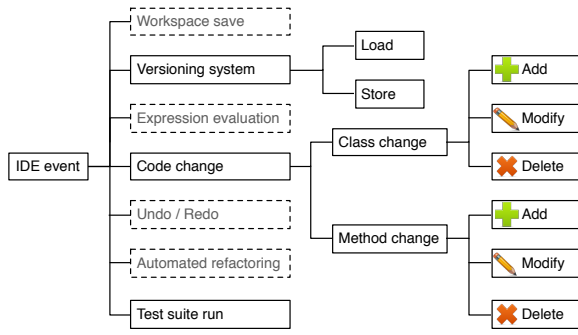 IDE event
Workspace save
Versioning system
Expression evaluation
Code change
Undo / Redo
Automated refactoring
Test suite run
Load
Store
Class change
Method change
Add
Modify
Delete
Add
Modify
Delete